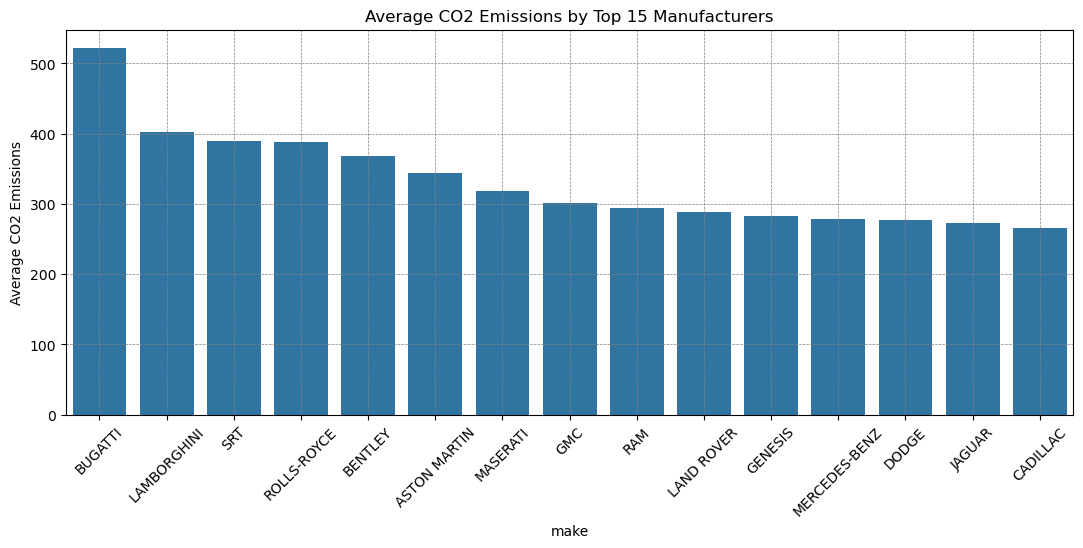 Average CO2 Emissions by Top 15 Manufacturers
Average CO2 Emissions
500
400
300
200
100
0
BUGATTI
LAMBORGHINI
SRT
ROLLS-ROYCE
BENTLEY
ASTON MARTIN
MASERATI
GMC
RAM
LAND ROVER
GENESIS
MERCEDES-BENZ
DODGE
JAGUAR
CADILLAC
make